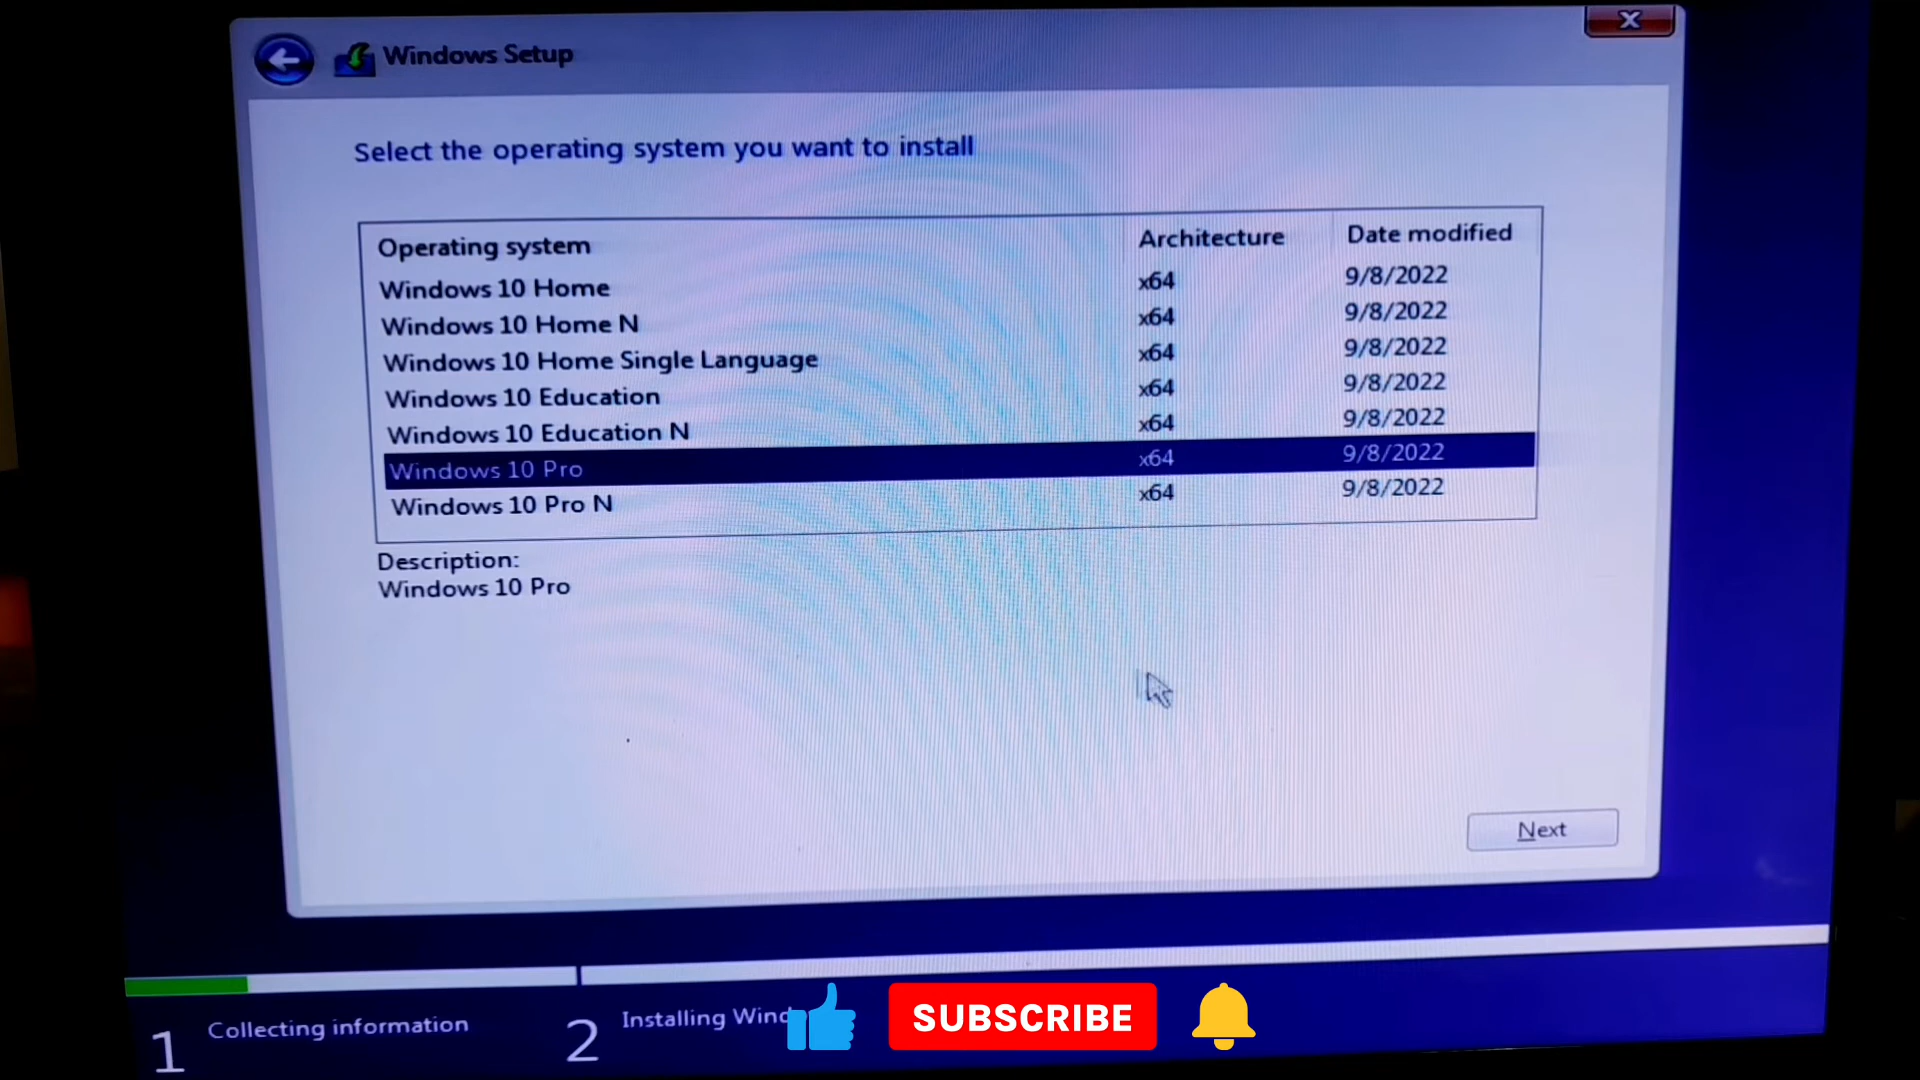 Windows Setup
X
Select the operating system you want to install
Operating system Architecture Date modified
Windows 10 Home x64 9/8/2022
Windows 10 Home N x64 9/8/2022
Windows 10 Home Single Language x64 9/8/2022
Windows 10 Education x64 9/8/2022
Windows 10 Education N x64 9/8/2022
Windows 10 Pro x64 9/8/2022
Windows 10 Pro N x64 9/8/2022
Description:
Windows 10 Pro
Next
1 Collecting information
2 Installing Wind
SUBSCRIBE